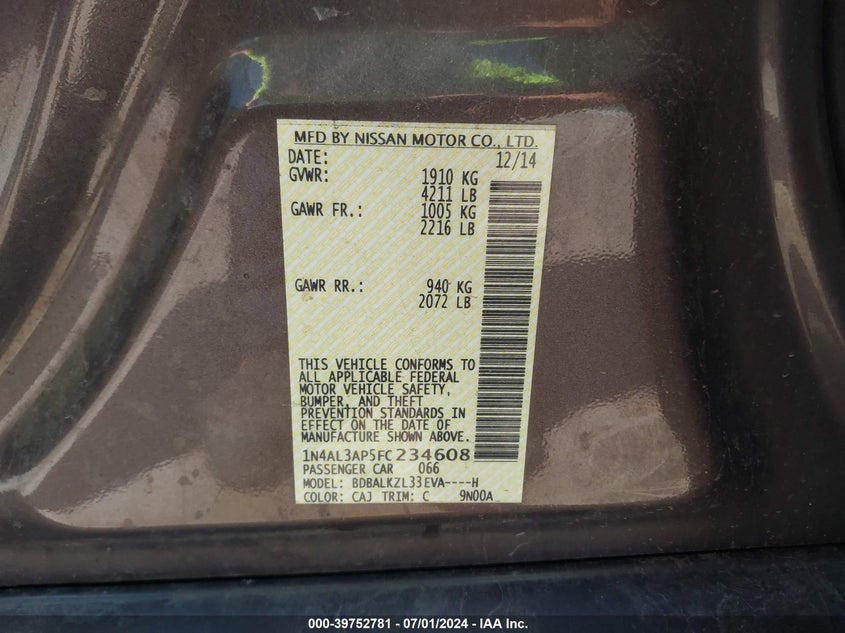 MFD BY NISSAN MOTOR CO., LTD.
DATE: 12/14
GVWR: 1910 KG
4211 LB
GAWR FR.: 1005 KG
2216 LB
GAWR RR.: 940 KG
2072 LB
THIS VEHICLE CONFORMS TO
ALL APPLICABLE FEDERAL
MOTOR VEHICLE SAFETY,
BUMPER, AND THEFT
PREVENTION STANDARDS IN
EFFECT ON THE DATE OF
MANUFACTURE SHOWN ABOVE.
1N4AL3AP5FC234608
PASSENGER CAR 066
MODEL: BDBALKZL33EVA----H
COLOR: CAJ TRIM: C 9N00A
000-39752781 - 07/01/2024 - IAA Inc.